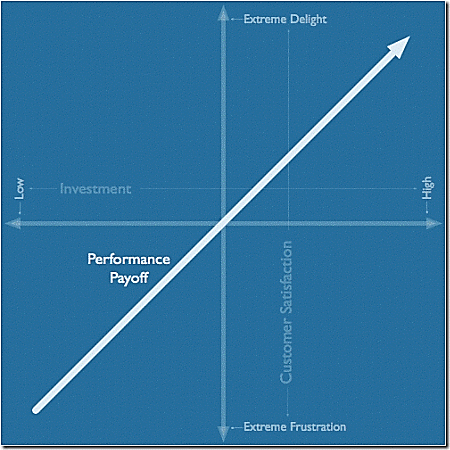 Extreme Delight
Low
Investment
High
Performance
Payoff
Customer Satisfaction
Extreme Frustration